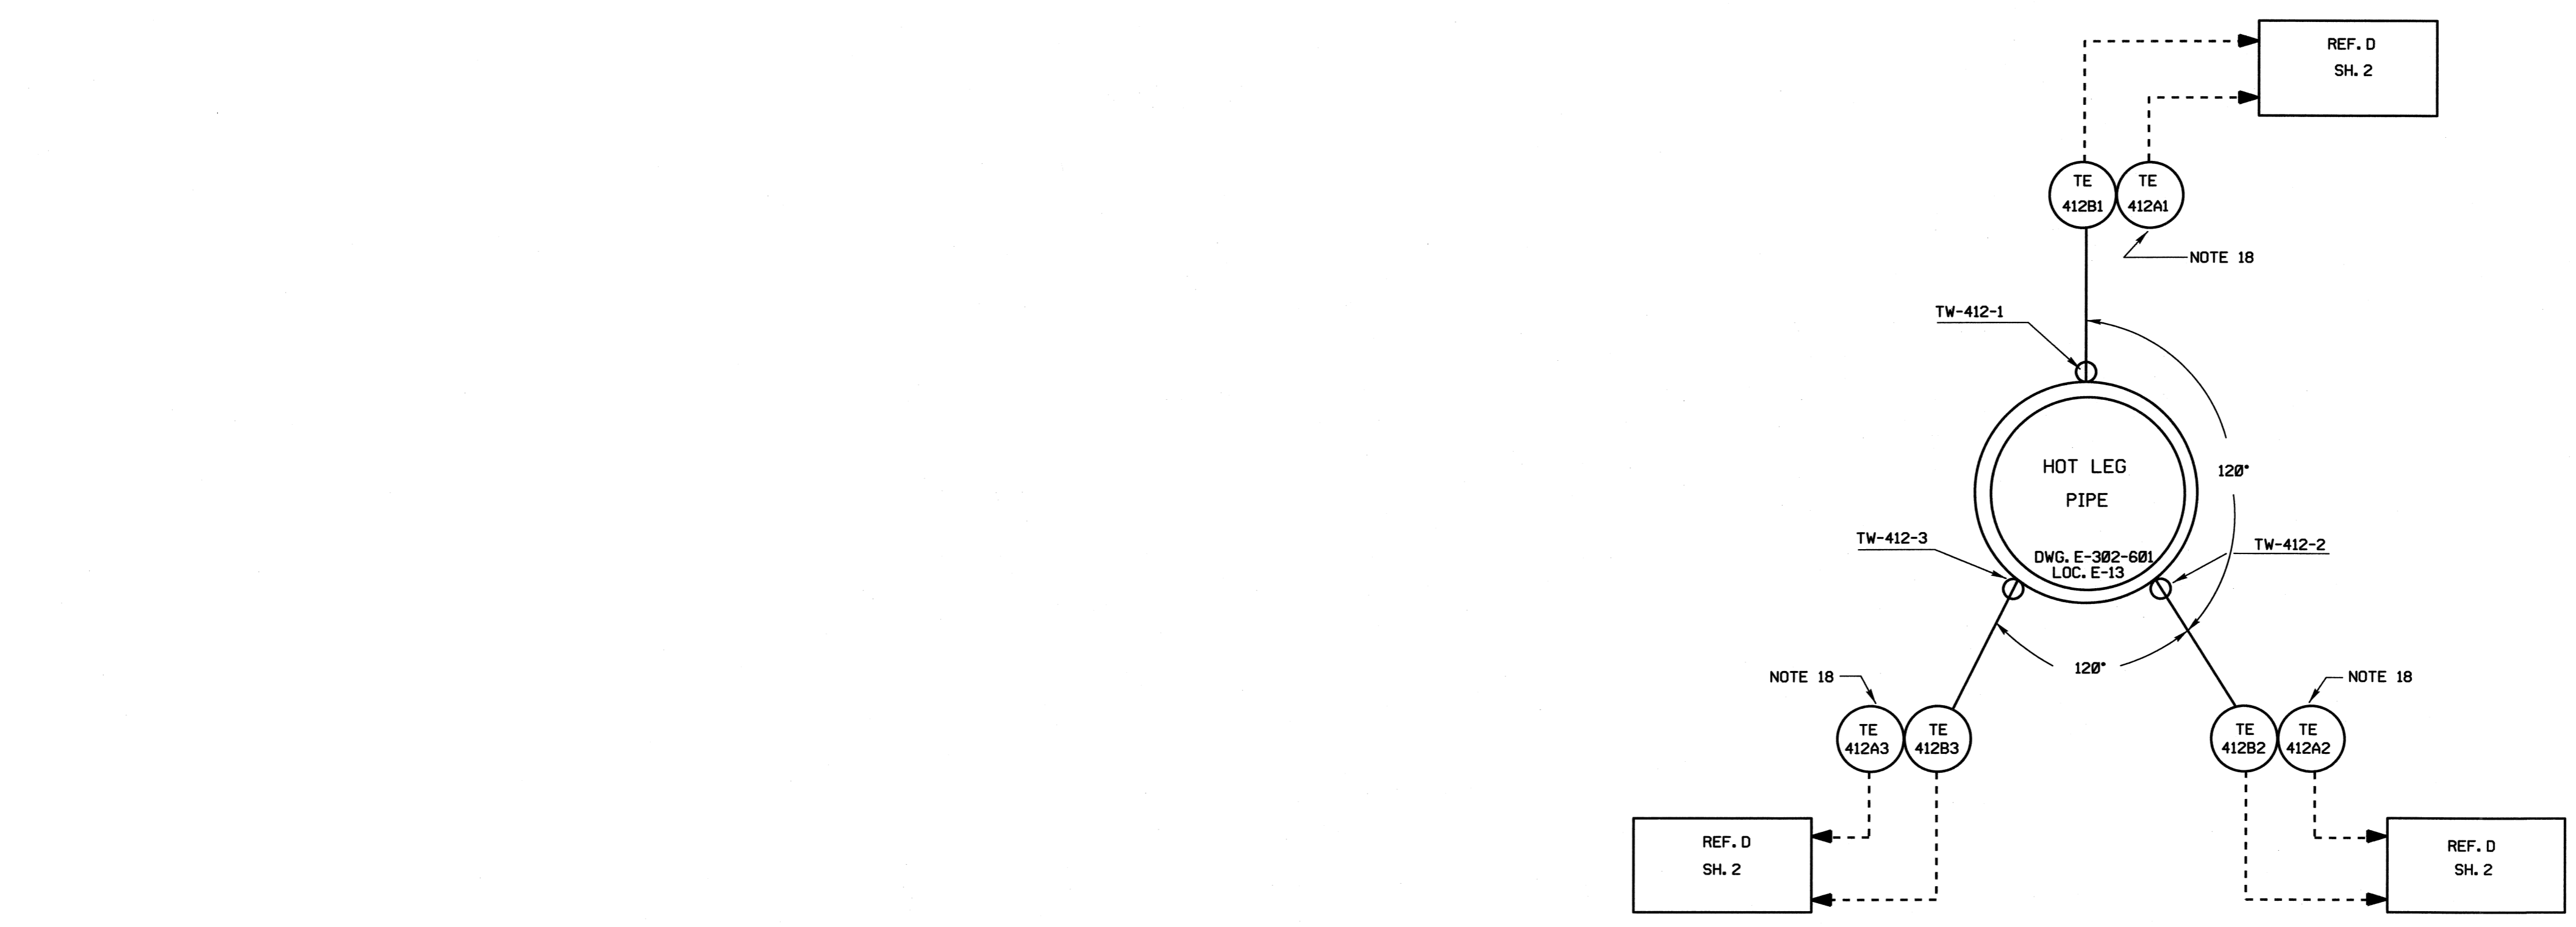 REF. D
SH. 2
TE
412B1
TE
412A1
NOTE 18
TW-412-1
HOT LEG
PIPE
120°
TW-412-3
TW-412-2
DWG. E-302-601
LOC. E-13
120°
NOTE 18
NOTE 18
TE
412A3
TE
412B3
TE
412B2
TE
412A2
REF. D
SH. 2
REF. D
SH. 2